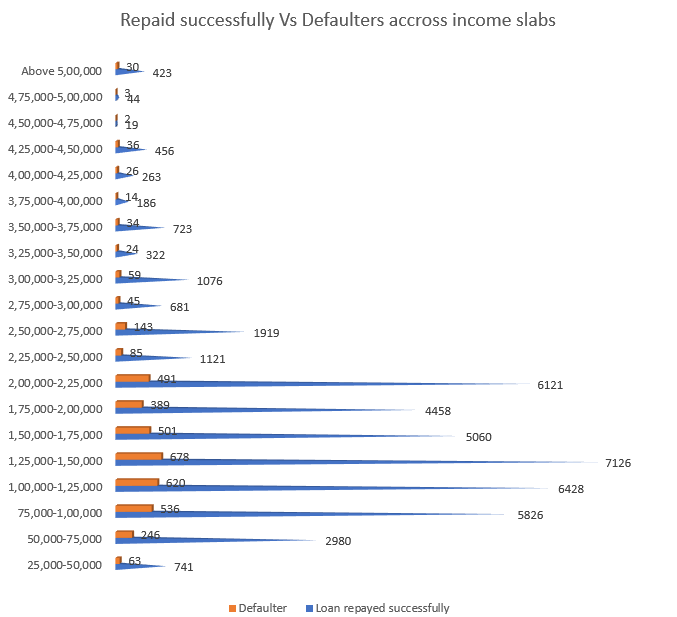 Repaid successfully Vs Defaulters accross income slabs
Above 5,00,000 30 423
4,75,000-5,00,000 3 44
4,50,000-4,75,000 2 19
4,25,000-4,50,000 36 456
4,00,000-4,25,000 26 263
3,75,000-4,00,000 14 186
3,50,000-3,75,000 34 723
3,25,000-3,50,000 24 322
3,00,000-3,25,000 59 1076
2,75,000-3,00,000 45 681
2,50,000-2,75,000 143 1919
2,25,000-2,50,000 85 1121
2,00,000-2,25,000 491 6121
1,75,000-2,00,000 389 4458
1,50,000-1,75,000 501 5060
1,25,000-1,50,000 678 7126
1,00,000-1,25,000 620 6428
75,000-1,00,000 536 5826
50,000-75,000 246 2980
25,000-50,000 63 741
Defaulter Loan repayed successfully